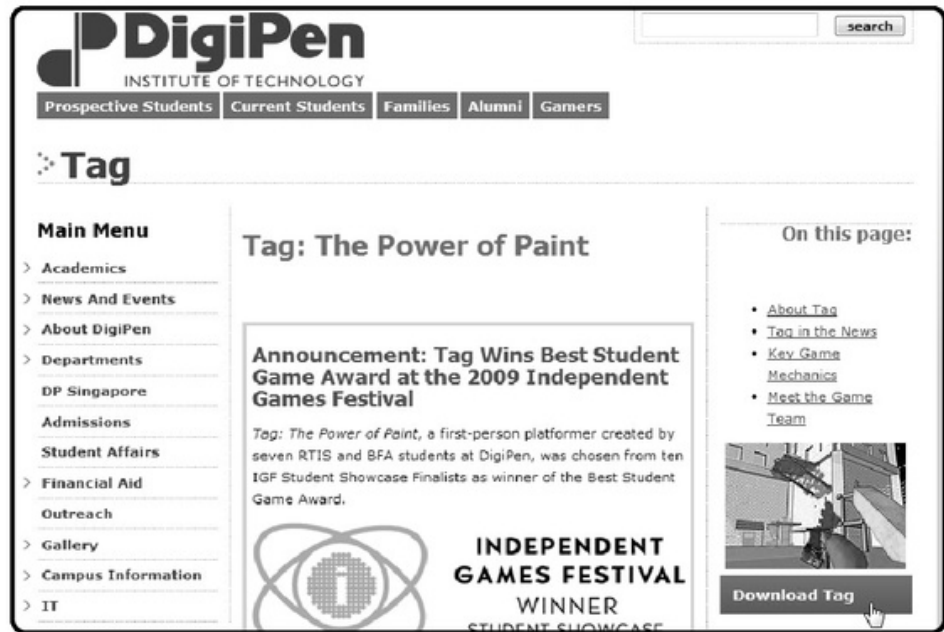 DigiPen
INSTITUTE OF TECHNOLOGY
search
Prospective Students Current Students Families Alumni Gamers
Tag
Main Menu
Academics
News And Events
About DigiPen
Departments
DP Singapore
Admissions
Student Affairs
Financial Aid
Outreach
Gallery
Campus Information
IT
Tag: The Power of Paint
Announcement: Tag Wins Best Student
Game Award at the 2009 Independent
Games Festival
Tag: The Power of Paint, a first-person platformer created by
seven RTIS and BFA students at DigiPen, was chosen from ten
IGF Student Showcase Finalists as winner of the Best Student
Game Award.
INDEPENDENT
GAMES FESTIVAL
WINNER
STUDENT SHOWCASE
On this page:
About Tag
Tag in the News
Key Game
Mechanics
Meet the Game
Team
Download Tag